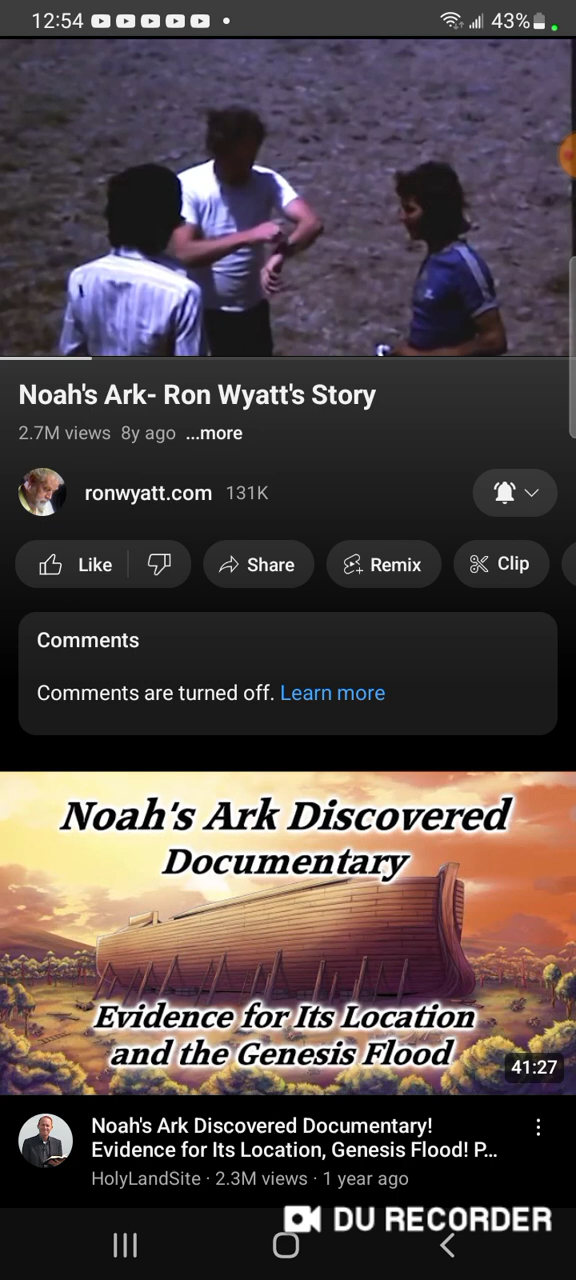 12:54
43%
Noah's Ark- Ron Wyatt's Story
2.7M views 8y ago ...more
ronwyatt.com 131K
Like
Share
Remix
Clip
Comments
Comments are turned off. Learn more
Noah's Ark Discovered
Documentary
Evidence for Its Location
and the Genesis Flood
41:27
Noah's Ark Discovered Documentary!
Evidence for Its Location, Genesis Flood! P...
HolyLandSite · 2.3M views · 1 year ago
DU RECORDER